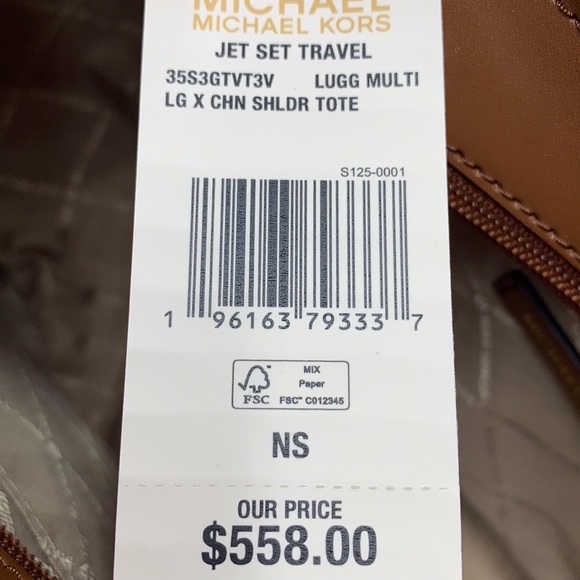 MICHAEL
MICHAEL KORS
JET SET TRAVEL
35S3GTVT3V LUGG MULTI
LG X CHN SHLDR TOTE
S125-0001
1 96163 79333 7
FSC
MIX
Paper
FSC™ C012345
NS
OUR PRICE
$558.00